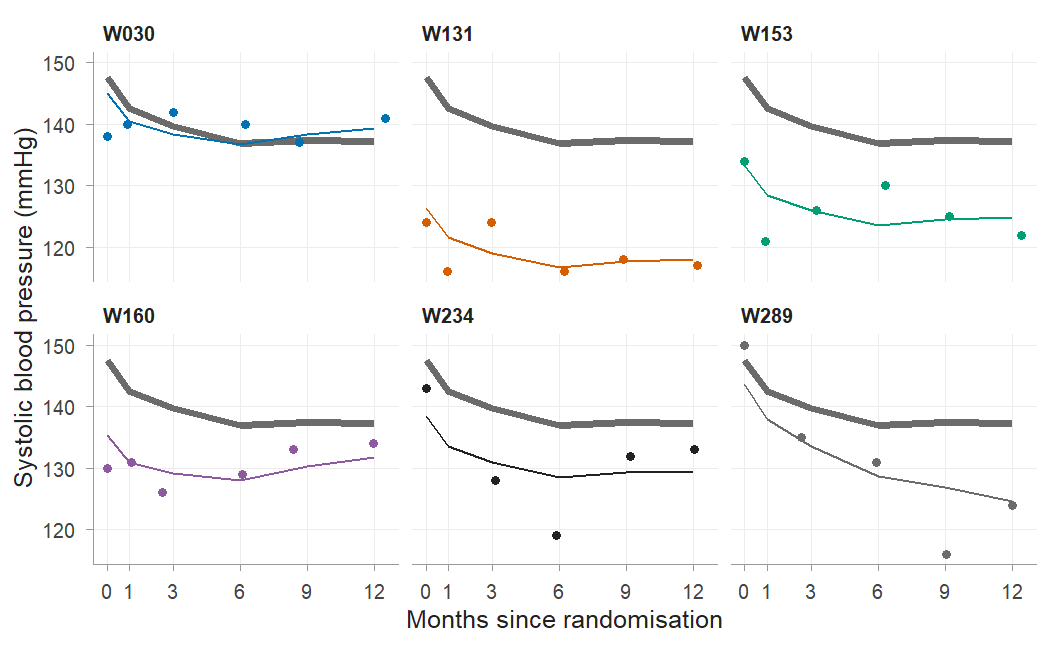 W030 W131 W153
150
140
130
120
W160 W234 W289
150
140
130
120
0 1 3 6 9 12 0 1 3 6 9 12 0 1 3 6 9 12
Months since randomisation
Systolic blood pressure (mmHg)